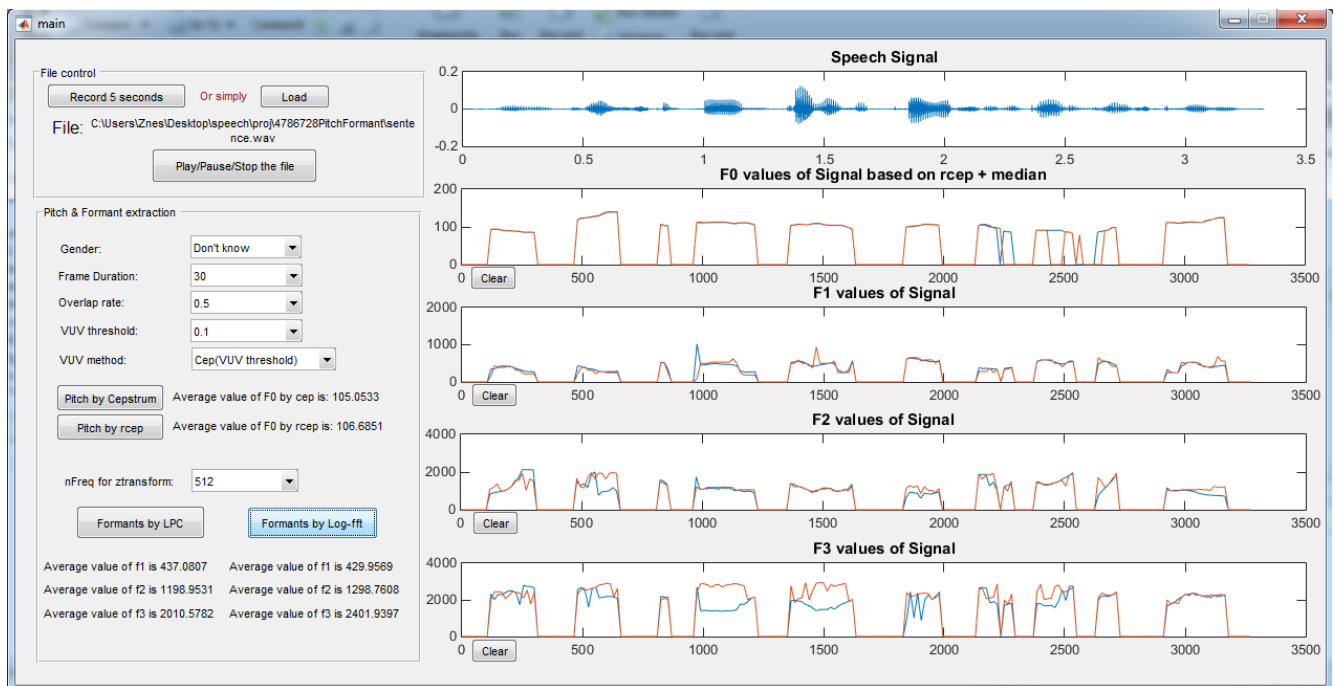 main
File control
Record 5 seconds Or simply Load
File: C:\Users\Znes\Desktop\speech\proj\4786728PitchFormant\sente
nce.wav
Play/Pause/Stop the file
Pitch & Formant extraction
Gender: Don't know
Frame Duration: 30
Overlap rate: 0.5
VUV threshold: 0.1
VUV method: Cep(VUV threshold)
Pitch by Cepstrum Average value of F0 by cep is: 105.0533
Pitch by rcep Average value of F0 by rcep is: 106.6851
nFreq for ztransform: 512
Formants by LPC Formants by Log-fft
Average value of f1 is 437.0807 Average value of f1 is 429.9569
Average value of f2 is 1198.9531 Average value of f2 is 1298.7608
Average value of f3 is 2010.5782 Average value of f3 is 2401.9397
Speech Signal
0.2
0
-0.2
0 0.5 1 1.5 2 2.5 3 3.5
F0 values of Signal based on rcep + median
200
100
0
0 Clear 500 1000 1500 2000 2500 3000 3500
F1 values of Signal
2000
1000
0
0 Clear 500 1000 1500 2000 2500 3000 3500
F2 values of Signal
4000
2000
0
0 Clear 500 1000 1500 2000 2500 3000 3500
F3 values of Signal
4000
2000
0
0 Clear 500 1000 1500 2000 2500 3000 3500